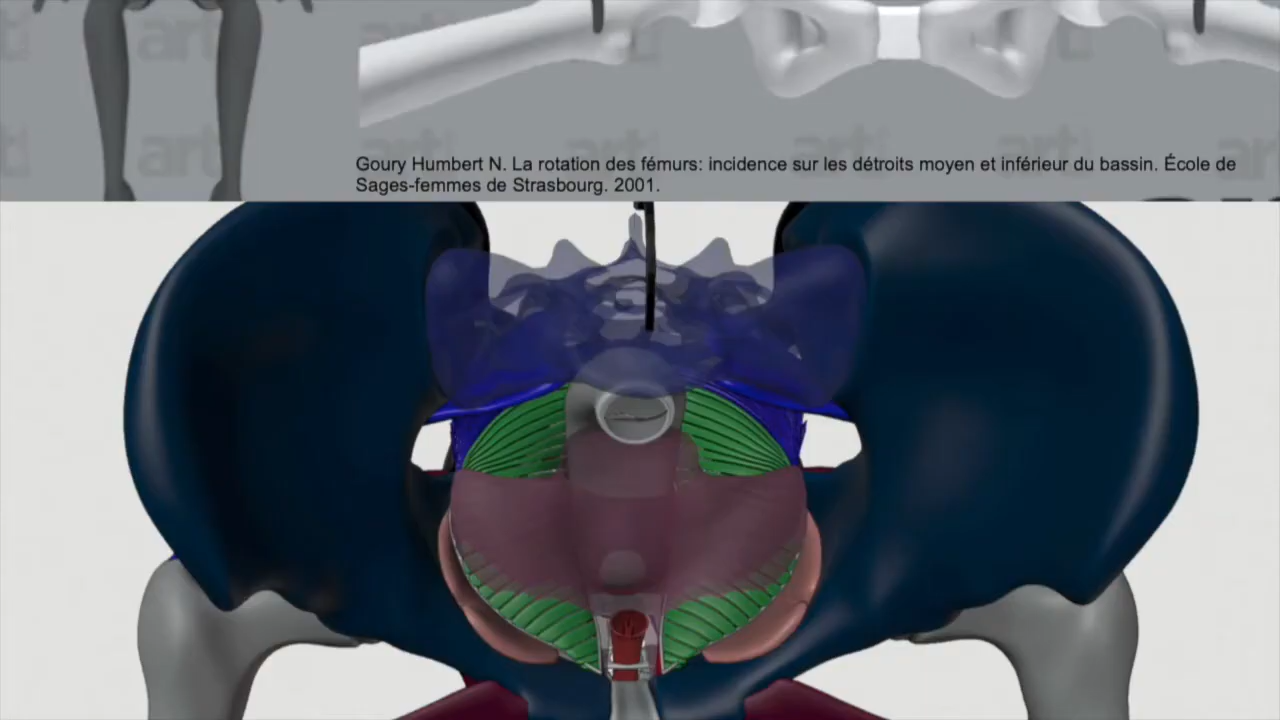 Goury Humbert N. La rotation des fémurs: incidence sur les détroits moyen et inférieur du bassin. École de
Sages-femmes de Strasbourg. 2001.